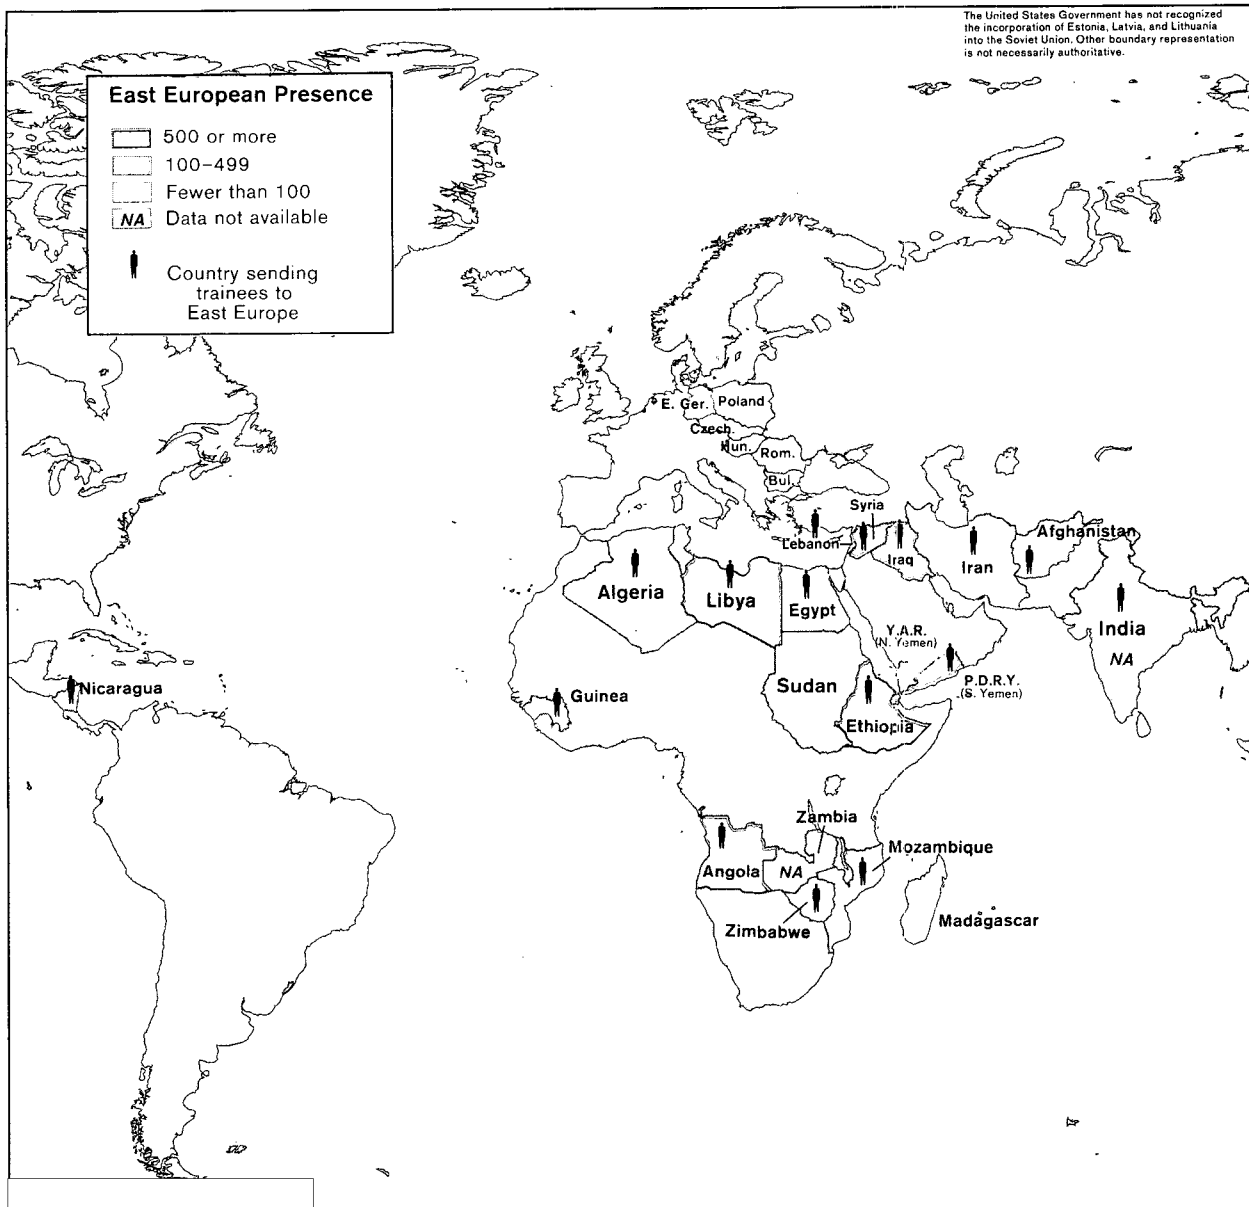 The United States Government has not recognized
the incorporation of Estonia, Latvia, and Lithuania
into the Soviet Union. Other boundary representation
is not necessarily authoritative.
East European Presence
500 or more
100–499
Fewer than 100
NA Data not available
Country sending
trainees to
East Europe
E. Ger.
Poland
Czech.
Hun.
Rom.
Bul.
Syria
Lebanon
Iraq
Iran
Afghanistan
Algeria
Libya
Egypt
India
NA
Y.A.R.
(N. Yemen)
P.D.R.Y.
(S. Yemen)
Nicaragua
Guinea
Sudan
Ethiopia
Zambia
Mozambique
Angola
NA
Zimbabwe
Madagascar